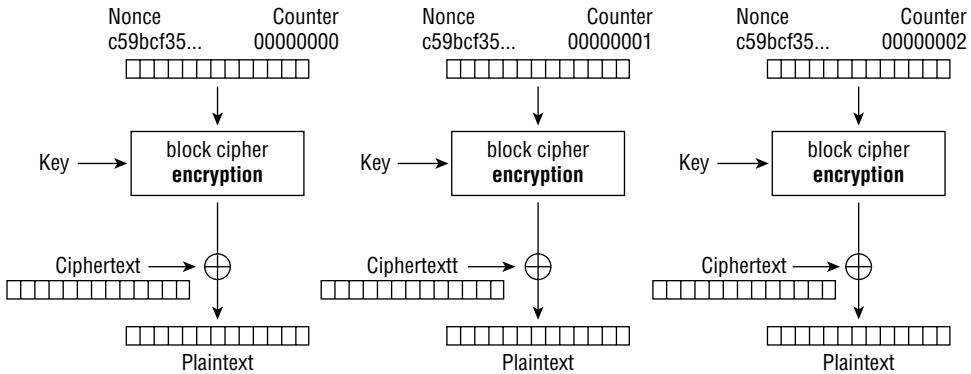 Nonce Counter
c59bcf35... 00000000
Key
block cipher
encryption
Ciphertext
Plaintext
Nonce Counter
c59bcf35... 00000001
Key
block cipher
encryption
Ciphertextt
Plaintext
Nonce Counter
c59bcf35... 00000002
Key
block cipher
encryption
Ciphertext
Plaintext